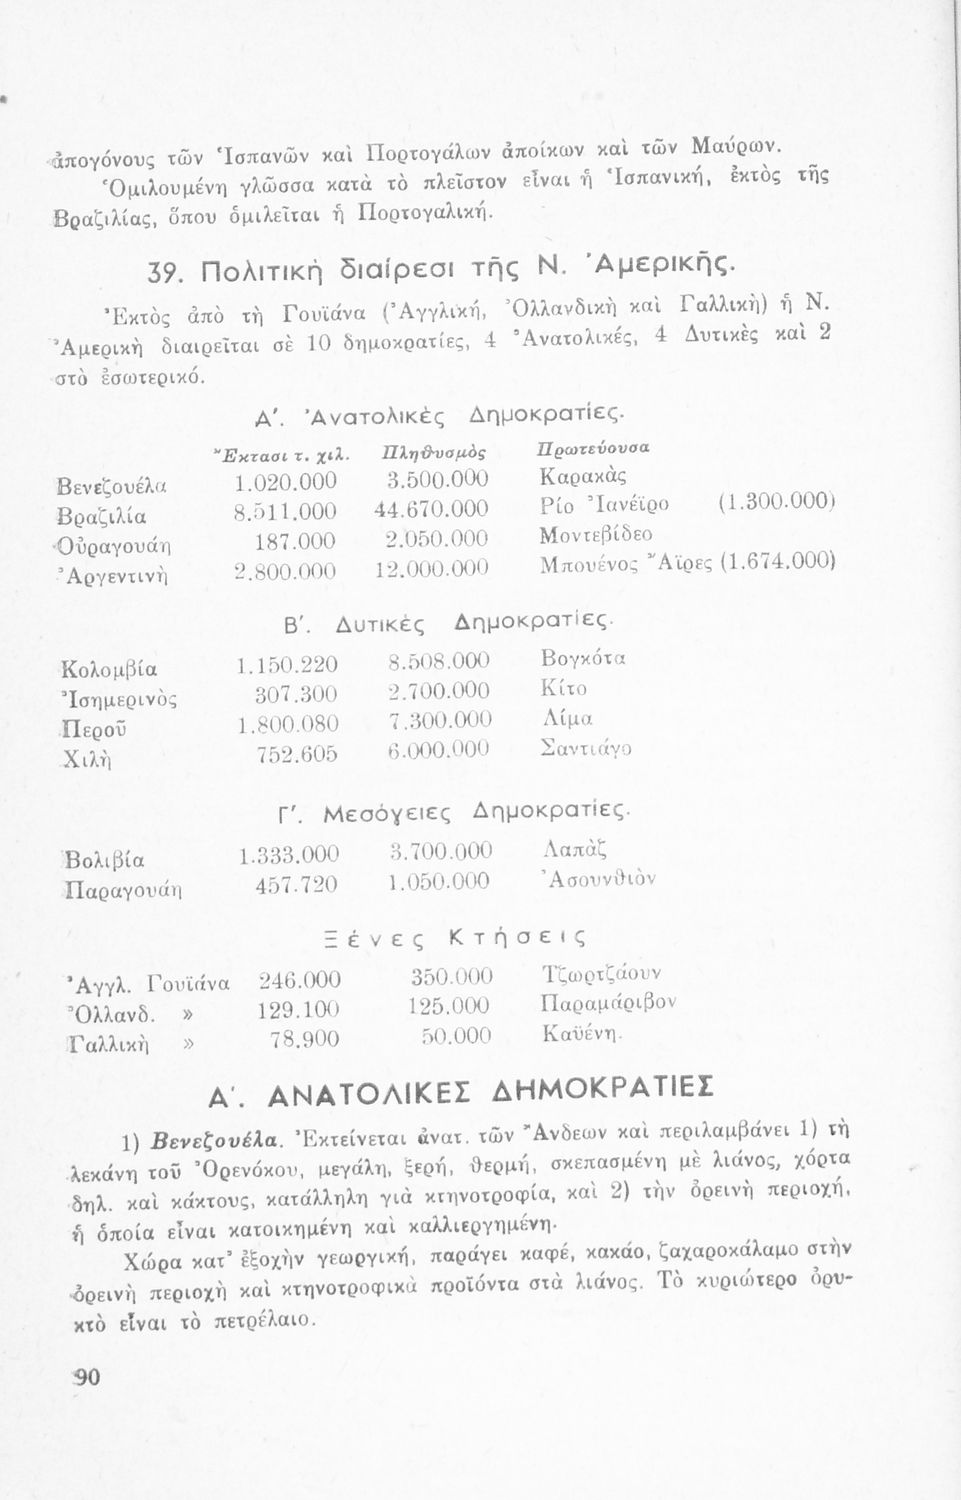 ἀπογόνους τῶν Ἱσπανῶν καὶ Πορτογάλων ἀποίκων καὶ τῶν Μαύρων.
Ὁμιλουμένη γλῶσσα κατὰ τὸ πλεῖστον εἶναι ἡ Ἱσπανική, ἐκτὸς τῆς
Βραζιλίας, ὅπου ὁμιλεῖται ἡ Πορτογαλική.
39. Πολιτικὴ διαίρεσι τῆς Ν. Ἀμερικῆς.
Ἐκτὸς ἀπὸ τὴ Γουϊάνα (Ἀγγλική, Ὀλλανδικὴ καὶ Γαλλικὴ) ἡ Ν.
Ἀμερικὴ διαιρεῖται σὲ 10 δημοκρατίες, 4 Ἀνατολικές, 4 Δυτικὲς καὶ 2
στὸ ἐσωτερικό.
Α΄. Ἀνατολικὲς Δημοκρατίες.
Ἔκτασι τ. χιλ. Πληθυσμὸς Πρωτεύουσα
Βενεζουέλα 1.020.000 3.500.000 Καρακὰς
Βραζιλία 8.511.000 44.670.000 Ρίο Ἰανέϊρο (1.300.000)
Οὐραγουάη 187.000 2.050.000 Μοντεβίδεο
Ἀργεντινὴ 2.800.000 12.000.000 Μπουένος Ἄϊρες (1.674.000)
Β΄. Δυτικὲς Δημοκρατίες.
Κολομβία 1.150.220 8.508.000 Βογκότα
Ἰσημερινὸς 307.300 2.700.000 Κίτο
Περοῦ 1.800.080 7.300.000 Λίμα
Χιλὴ 752.605 6.000.000 Σαντιάγο
Γ΄. Μεσόγειες Δημοκρατίες.
Βολιβία 1.333.000 3.700.000 Λαπὰζ
Παραγουάη 457.720 1.050.000 Ἀσουνθιὸν
Ξένες Κτήσεις
Ἀγγλ. Γουϊάνα 246.000 350.000 Τζωρτζάουν
Ὀλλανδ. » 129.100 125.000 Παραμάριβον
Γαλλικὴ » 78.900 50.000 Καϋένη.
Α΄. ΑΝΑΤΟΛΙΚΕΣ ΔΗΜΟΚΡΑΤΙΕΣ
1) Βενεζουέλα. Ἐκτείνεται ἀνατ. τῶν Ἄνδεων καὶ περιλαμβάνει 1) τὴ
λεκάνη τοῦ Ὀρενόκου, μεγάλη, ξερή, θερμή, σκεπασμένη μὲ λιάνος, χόρτα
δηλ. καὶ κάκτους, κατάλληλη γιὰ κτηνοτροφία, καὶ 2) τὴν ὀρεινὴ περιοχή,
ἡ ὁποία εἶναι κατοικημένη καὶ καλλιεργημένη.
Χώρα κατ' ἐξοχὴν γεωργική, παράγει καφέ, κακάο, ζαχαροκάλαμο στὴν
ὀρεινὴ περιοχὴ καὶ κτηνοτροφικὰ προϊόντα στὰ λιάνος. Τὸ κυριώτερο ὀρυ-
κτὸ εἶναι τὸ πετρέλαιο.
90